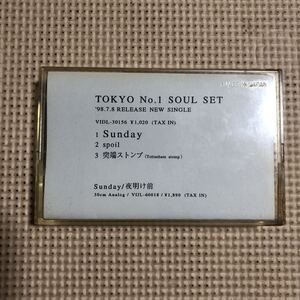 TOKYO No.1 SOUL SET
'98.7.8 RELEASE NEW SINGLE
VIDL-30156 ¥1,020 (TAX IN)
1 Sunday
2 spoil
3 突端ストンプ (Tottenham stomp)
Sunday/夜明け前
30cm Analog / VIJL-60018 / ¥1,890 (TAX IN)